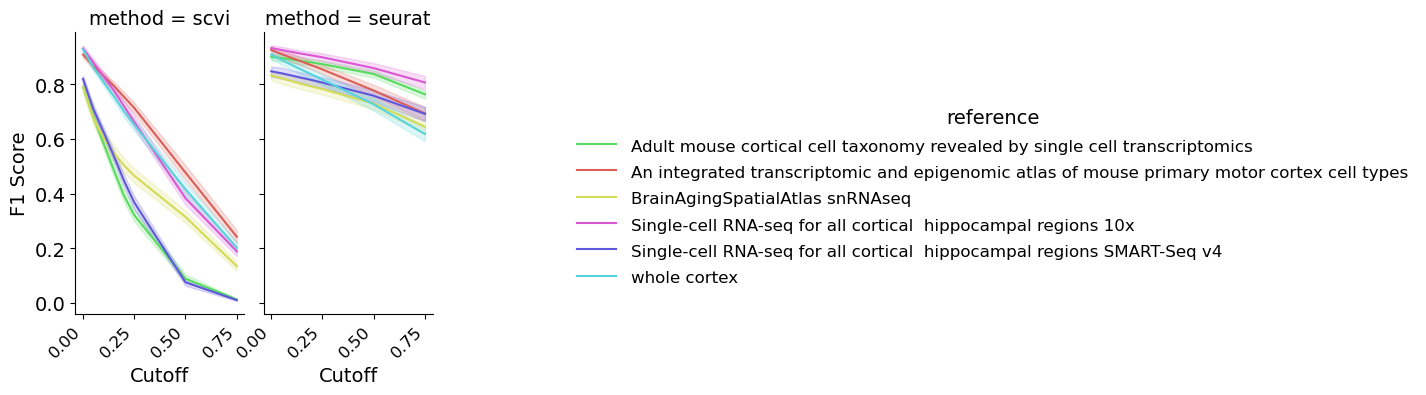 method = scvi
method = seurat
F1 Score
0.8
0.6
0.4
0.2
0.0
0.00
0.25
0.50
0.75
0.00
0.25
0.50
0.75
Cutoff
Cutoff
reference
Adult mouse cortical cell taxonomy revealed by single cell transcriptomics
An integrated transcriptomic and epigenomic atlas of mouse primary motor cortex cell types
BrainAgingSpatialAtlas snRNAseq
Single-cell RNA-seq for all cortical  hippocampal regions 10x
Single-cell RNA-seq for all cortical  hippocampal regions SMART-Seq v4
whole cortex